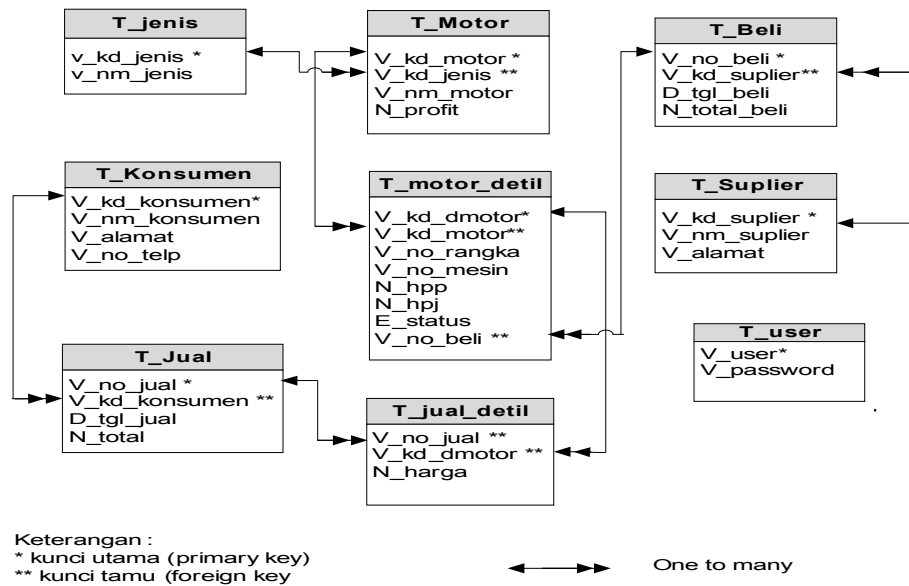 T_jenis
v_kd_jenis *
v_nm_jenis
T_Motor
V_kd_motor *
V_kd_jenis **
V_nm_motor
N_profit
T_Beli
V_no_beli *
V_kd_suplier**
D_tgl_beli
N_total_beli
T_Konsumen
V_kd_konsumen*
V_nm_konsumen
V_alamat
V_no_telp
T_motor_detil
V_kd_dmotor*
V_kd_motor**
V_no_rangka
V_no_mesin
N_hpp
N_hpj
E_status
V_no_beli **
T_Suplier
V_kd_suplier *
V_nm_suplier
V_alamat
T_user
V_user*
V_password
T_Jual
V_no_jual *
V_kd_konsumen **
D_tgl_jual
N_total
T_jual_detil
V_no_jual **
V_kd_dmotor **
N_harga
Keterangan :
* kunci utama (primary key)
** kunci tamu (foreign key
One to many